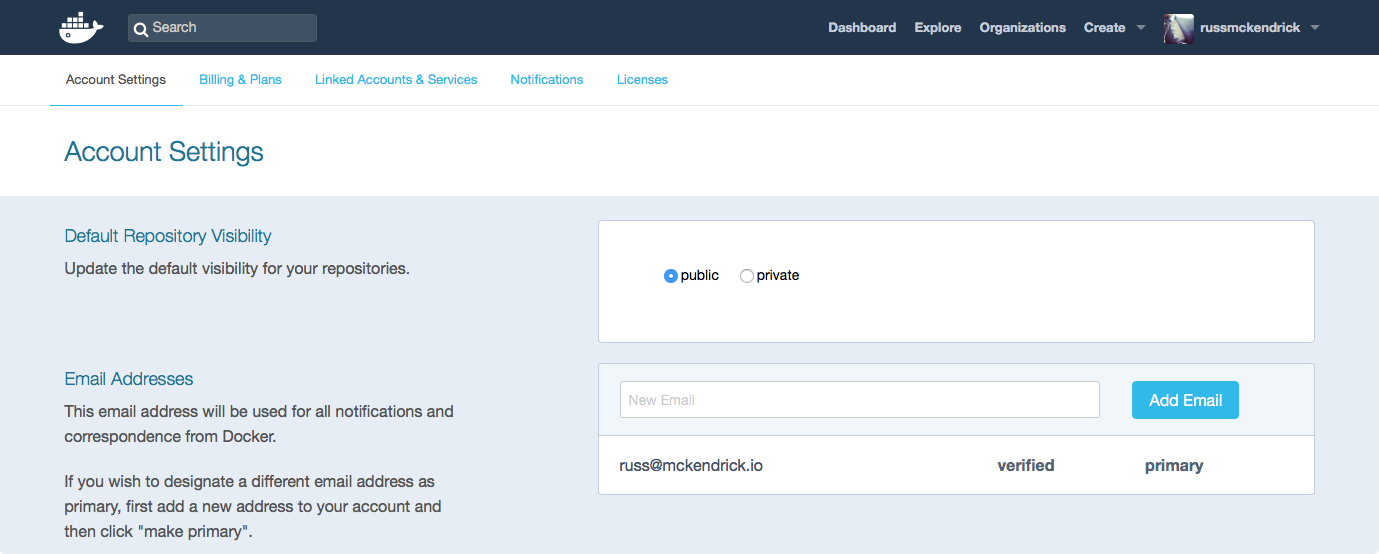 Search
Dashboard Explore Organizations Create russmckendrick
Account Settings Billing & Plans Linked Accounts & Services Notifications Licenses
Account Settings
Default Repository Visibility
Update the default visibility for your repositories.
public private
Email Addresses
This email address will be used for all notifications and
correspondence from Docker.
If you wish to designate a different email address as
primary, first add a new address to your account and
then click "make primary".
New Email Add Email
russ@mckendrick.io verified primary